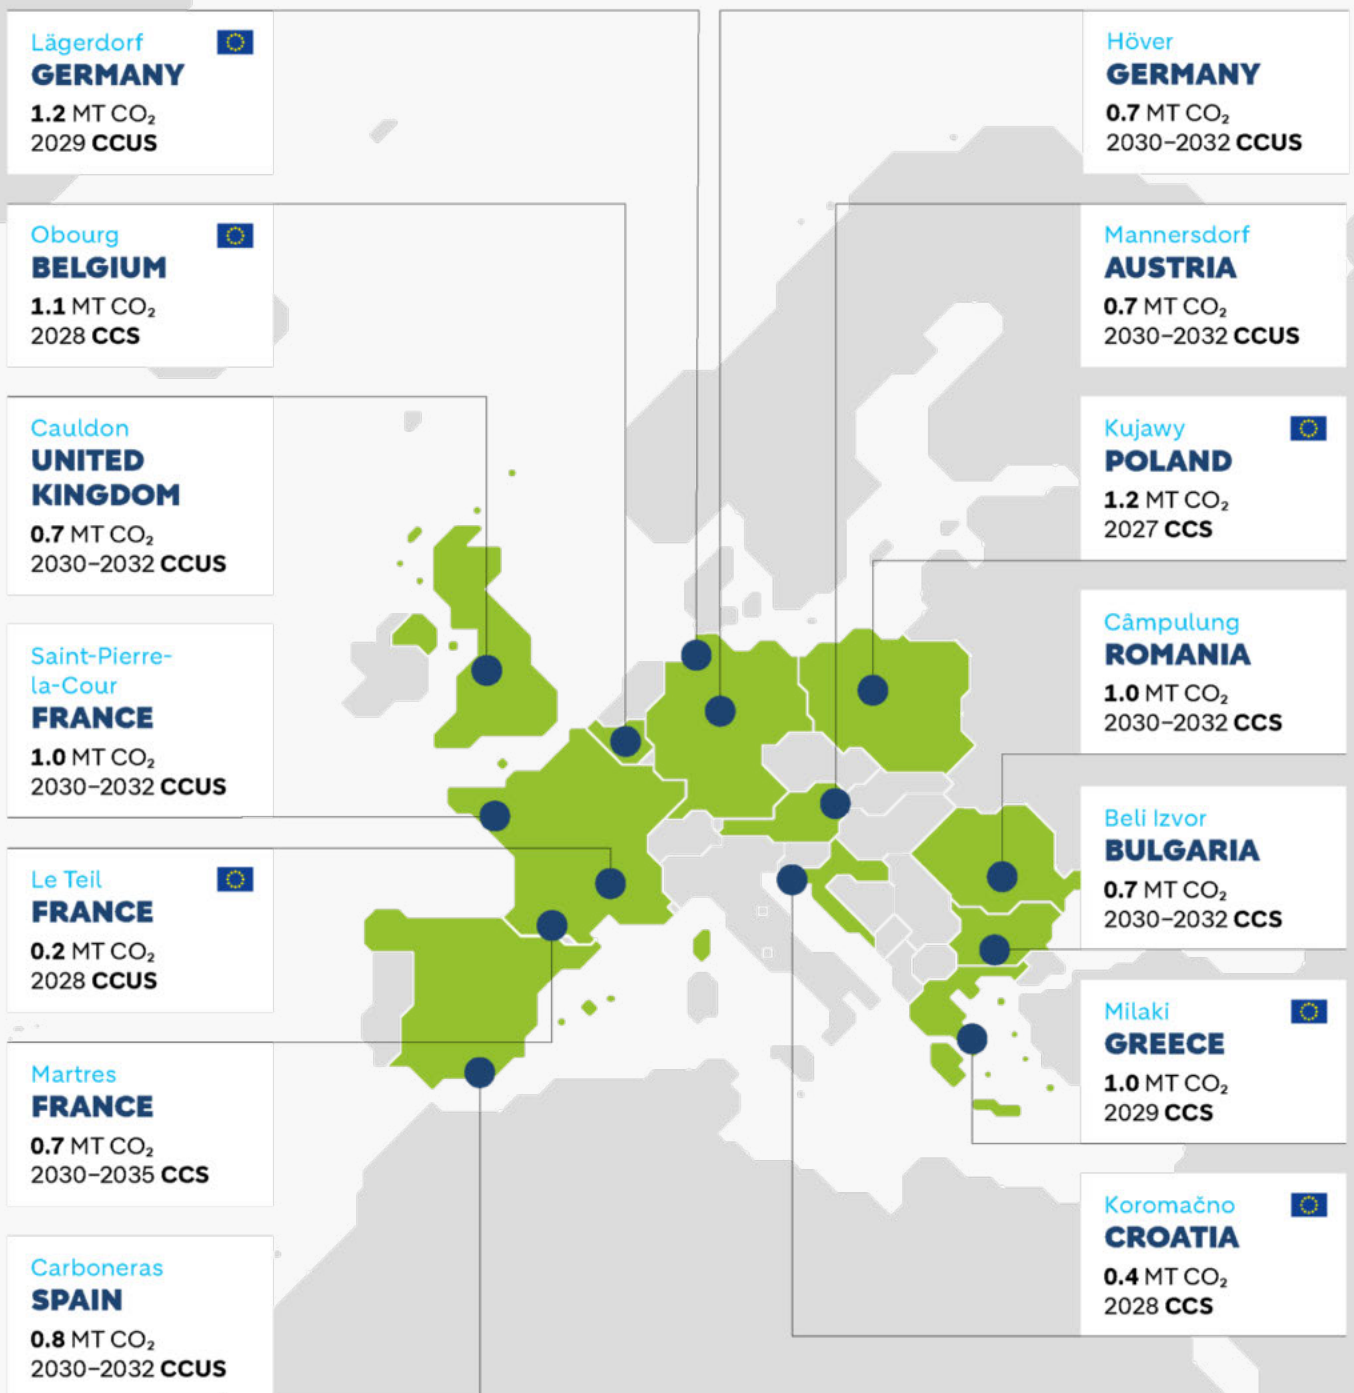 Lägerdorf
GERMANY
1.2 MT CO₂
2029 CCUS
Obourg
BELGIUM
1.1 MT CO₂
2028 CCS
Cauldon
UNITED
KINGDOM
0.7 MT CO₂
2030–2032 CCUS
Saint-Pierre-
la-Cour
FRANCE
1.0 MT CO₂
2030–2032 CCUS
Le Teil
FRANCE
0.2 MT CO₂
2028 CCUS
Martres
FRANCE
0.7 MT CO₂
2030–2035 CCS
Carboneras
SPAIN
0.8 MT CO₂
2030–2032 CCUS
Höver
GERMANY
0.7 MT CO₂
2030–2032 CCUS
Mannersdorf
AUSTRIA
0.7 MT CO₂
2030–2032 CCUS
Kujawy
POLAND
1.2 MT CO₂
2027 CCS
Câmpulung
ROMANIA
1.0 MT CO₂
2030–2032 CCS
Beli Izvor
BULGARIA
0.7 MT CO₂
2030–2032 CCS
Milaki
GREECE
1.0 MT CO₂
2029 CCS
Koromačno
CROATIA
0.4 MT CO₂
2028 CCS